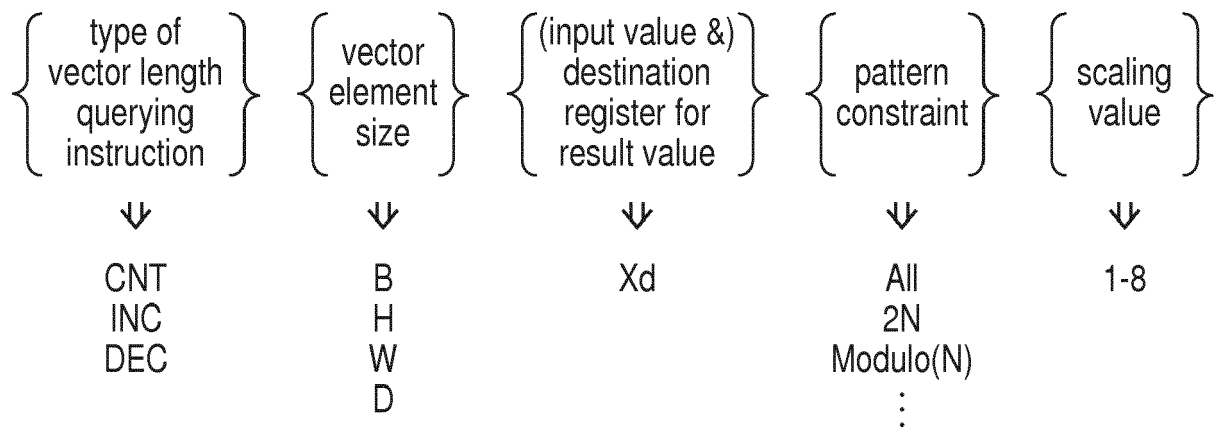 type of
vector length
querying
instruction
vector
element
size
(input value &)
destination
register for
result value
pattern
constraint
scaling
value
CNT
INC
DEC
B
H
W
D
Xd
All
2N
Modulo(N)
⋮
1-8